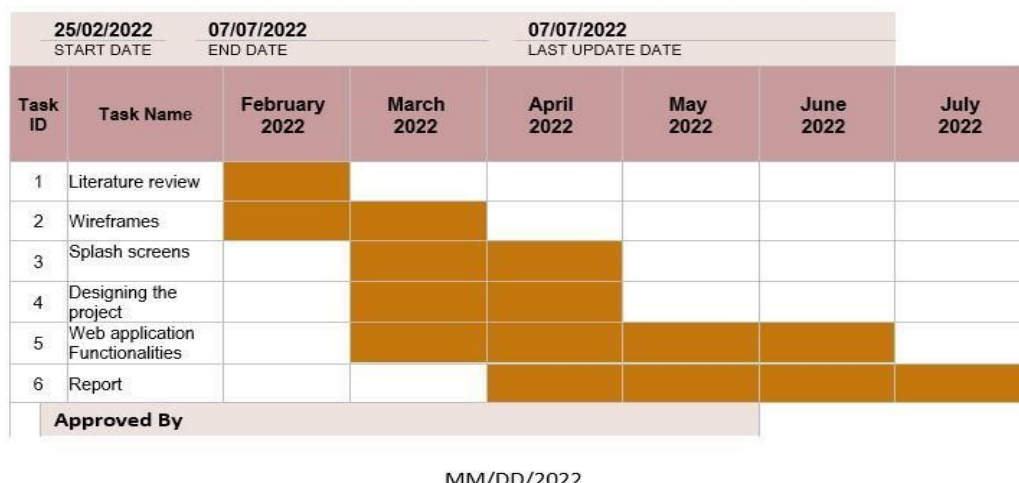 25/02/2022 07/07/2022 07/07/2022
START DATE END DATE LAST UPDATE DATE
Task ID Task Name February 2022 March 2022 April 2022 May 2022 June 2022 July 2022
1 Literature review
2 Wireframes
3 Splash screens
4 Designing the project
5 Web application Functionalities
6 Report
Approved By
MM/DD/2022